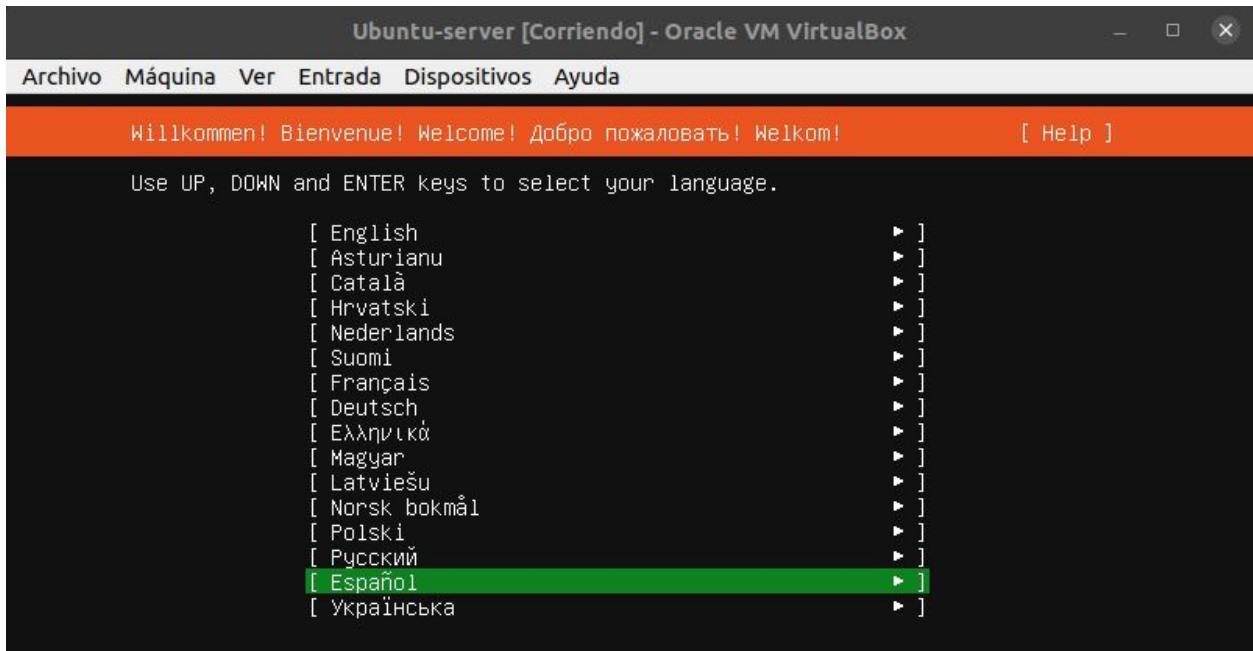 Ubuntu-server [Corriendo] - Oracle VM VirtualBox
Archivo Máquina Ver Entrada Dispositivos Ayuda
Willkommen! Bienvenue! Welcome! Добро пожаловать! Welkom! [ Help ]
Use UP, DOWN and ENTER keys to select your language.
[ English ▸ ]
[ Asturianu ▸ ]
[ Català ▸ ]
[ Hrvatski ▸ ]
[ Nederlands ▸ ]
[ Suomi ▸ ]
[ Français ▸ ]
[ Deutsch ▸ ]
[ Ελληνικά ▸ ]
[ Magyar ▸ ]
[ Latviešu ▸ ]
[ Norsk bokmål ▸ ]
[ Polski ▸ ]
[ Русский ▸ ]
[ Español ▸ ]
[ Українська ▸ ]